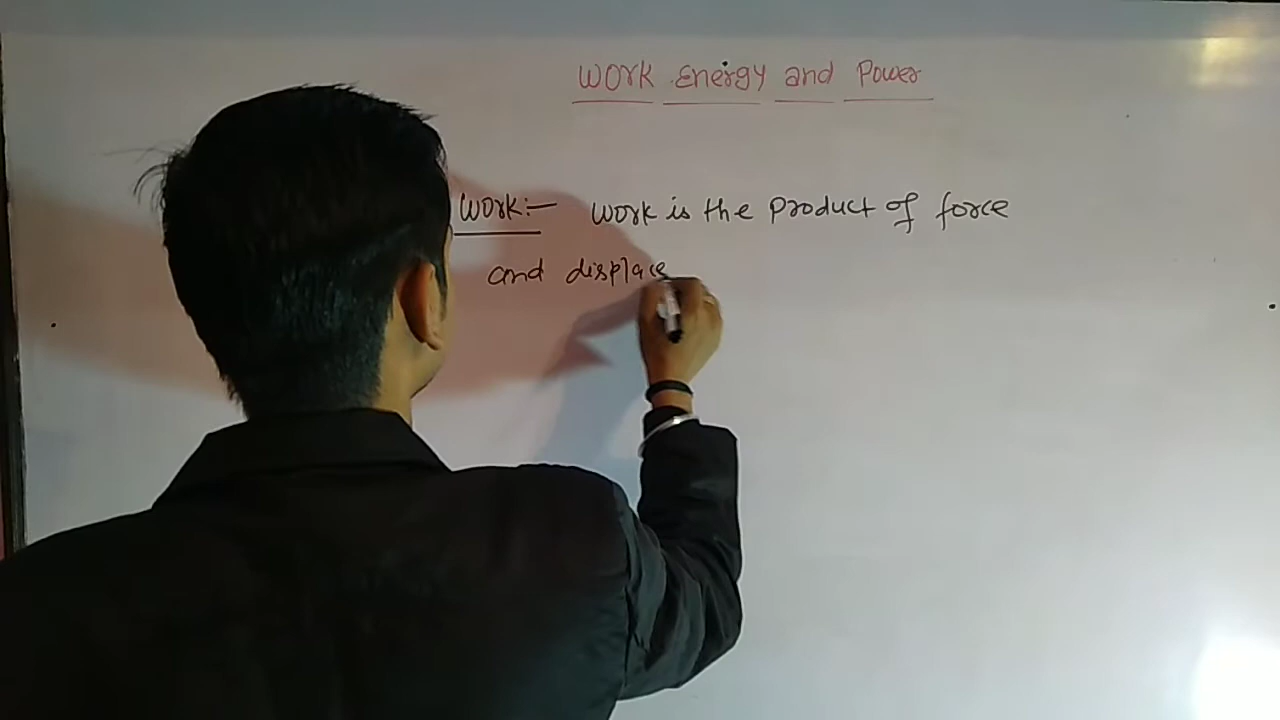 Work Energy and Power
Work:- Work is the Product of force
and displace